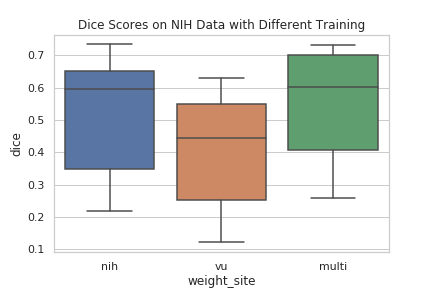 Dice Scores on NIH Data with Different Training
0.7
0.6
0.5
0.4
0.3
0.2
0.1
dice
nih vu multi
weight_site